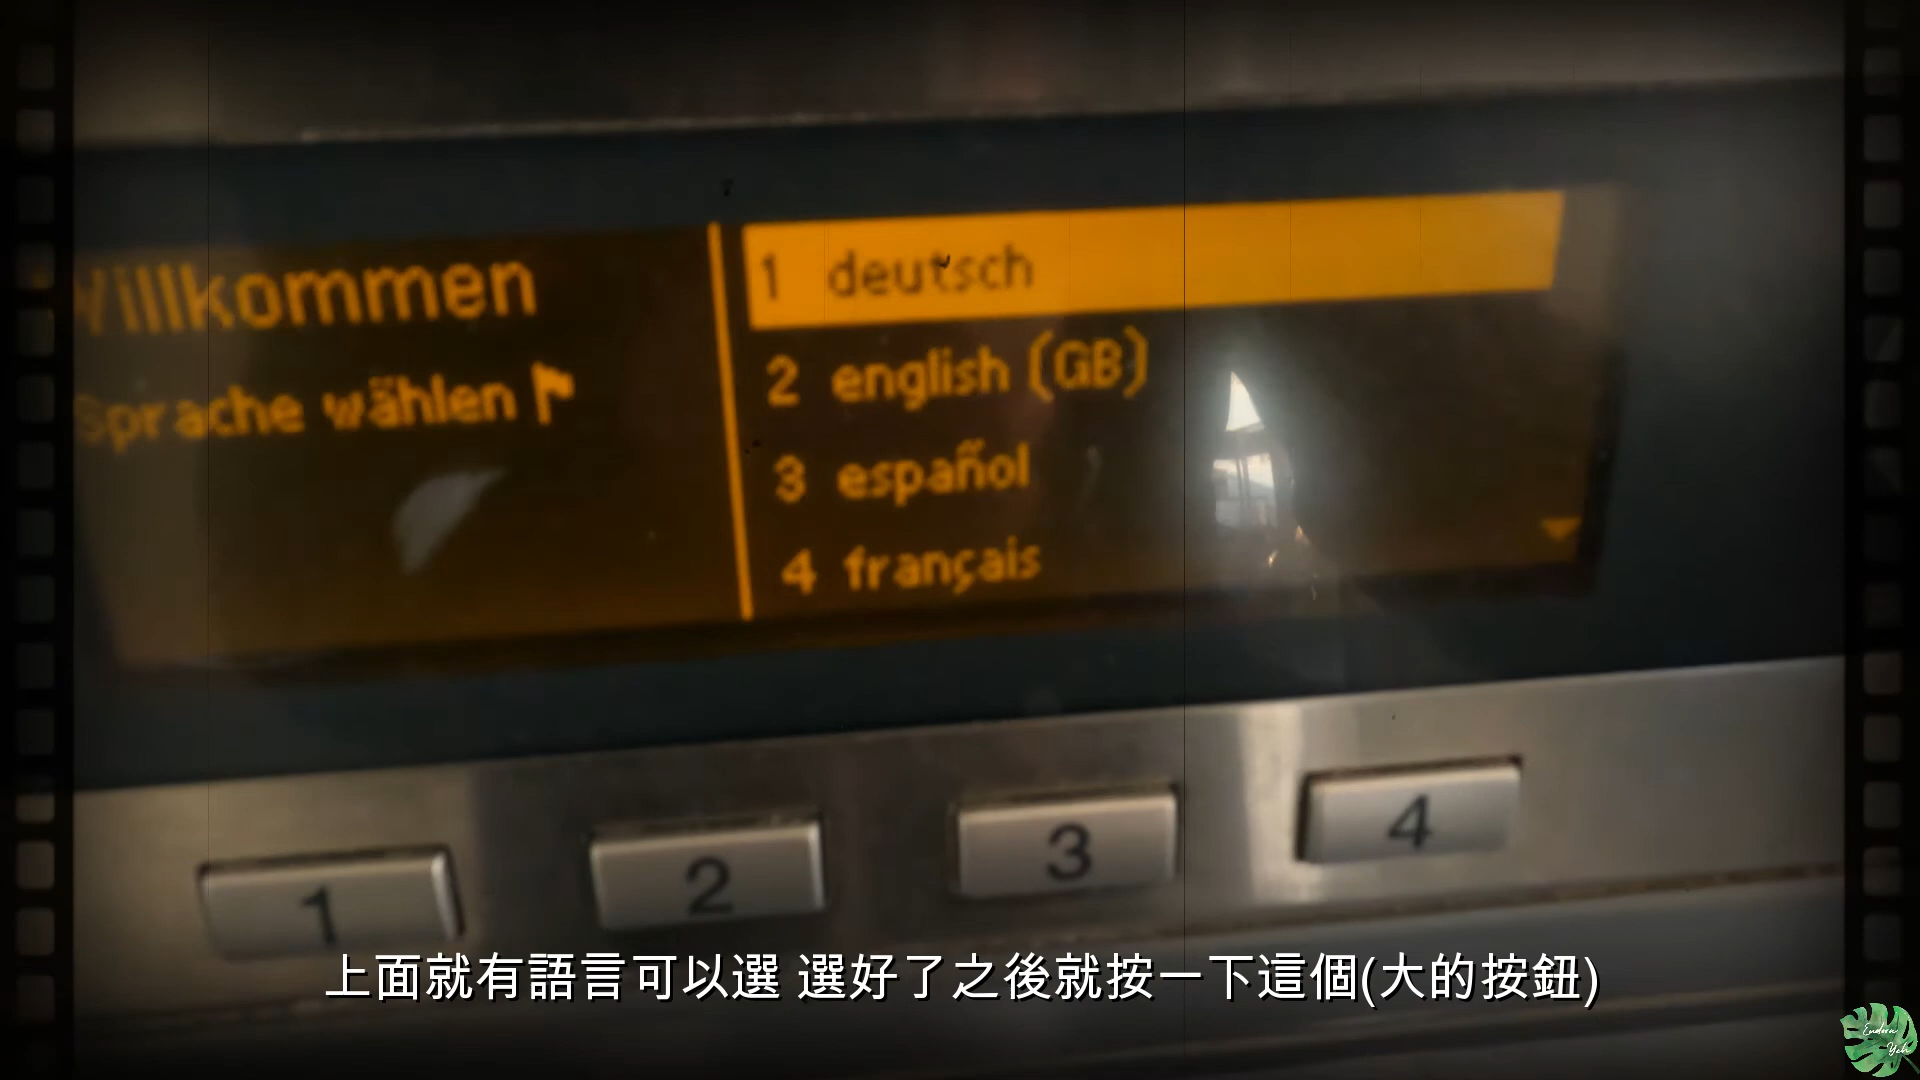 Willkommen
Sprache wählen
1 deutsch
2 english (GB)
3 español
4 français
1
2
3
4
上面就有語言可以選 選好了之後就按一下這個(大的按鈕)
Endora
Yeh